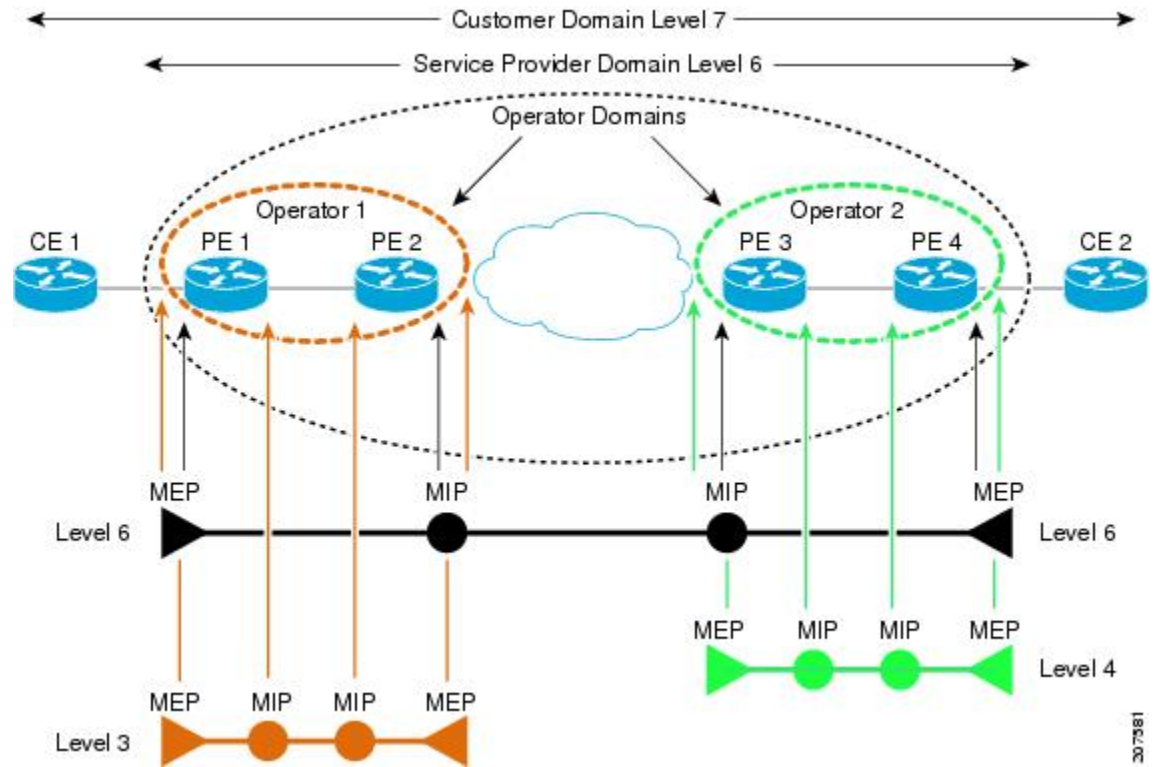 Customer Domain Level 7
Service Provider Domain Level 6
Operator Domains
Operator 1
Operator 2
CE 1
PE 1
PE 2
PE 3
PE 4
CE 2
MEP
MIP
MIP
MEP
Level 6
Level 6
MEP
MIP
MIP
MEP
Level 4
MEP
MIP
MIP
MEP
Level 3
207581